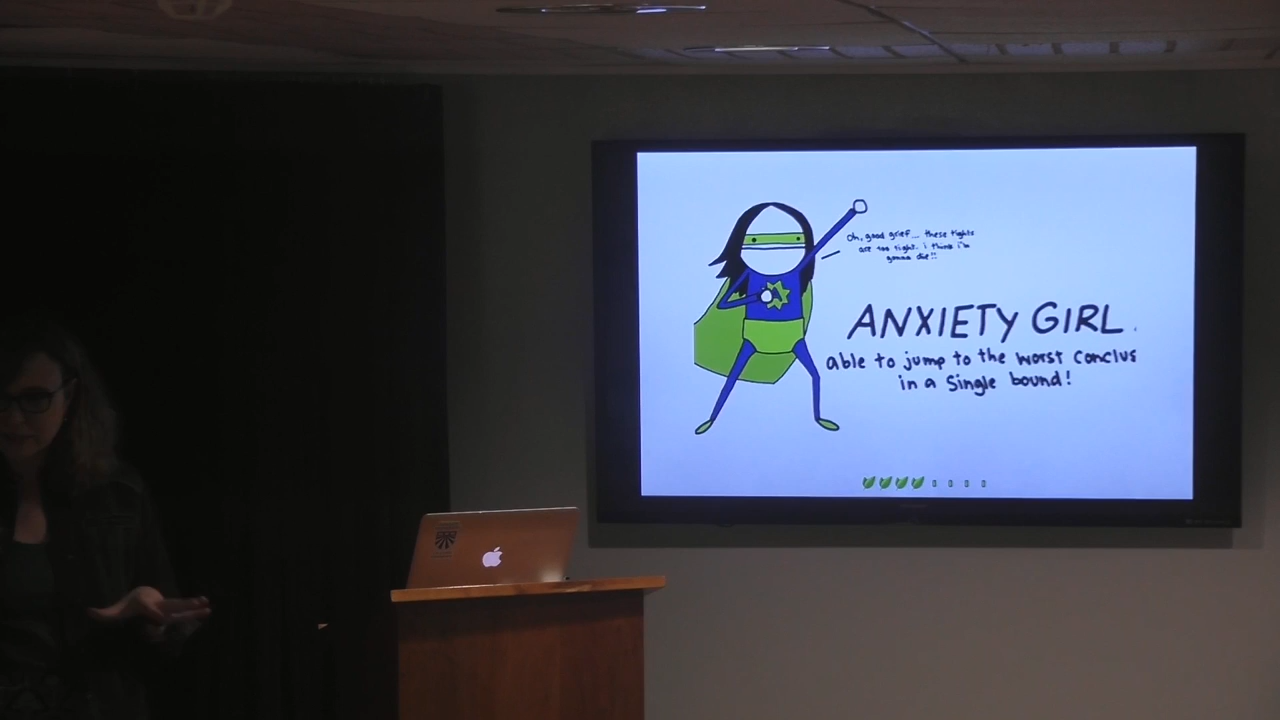 Oh, good grief... these tights
are too tight. i think i'm
gonna die!!
ANXIETY GIRL
able to jump to the worst conclus
in a single bound!